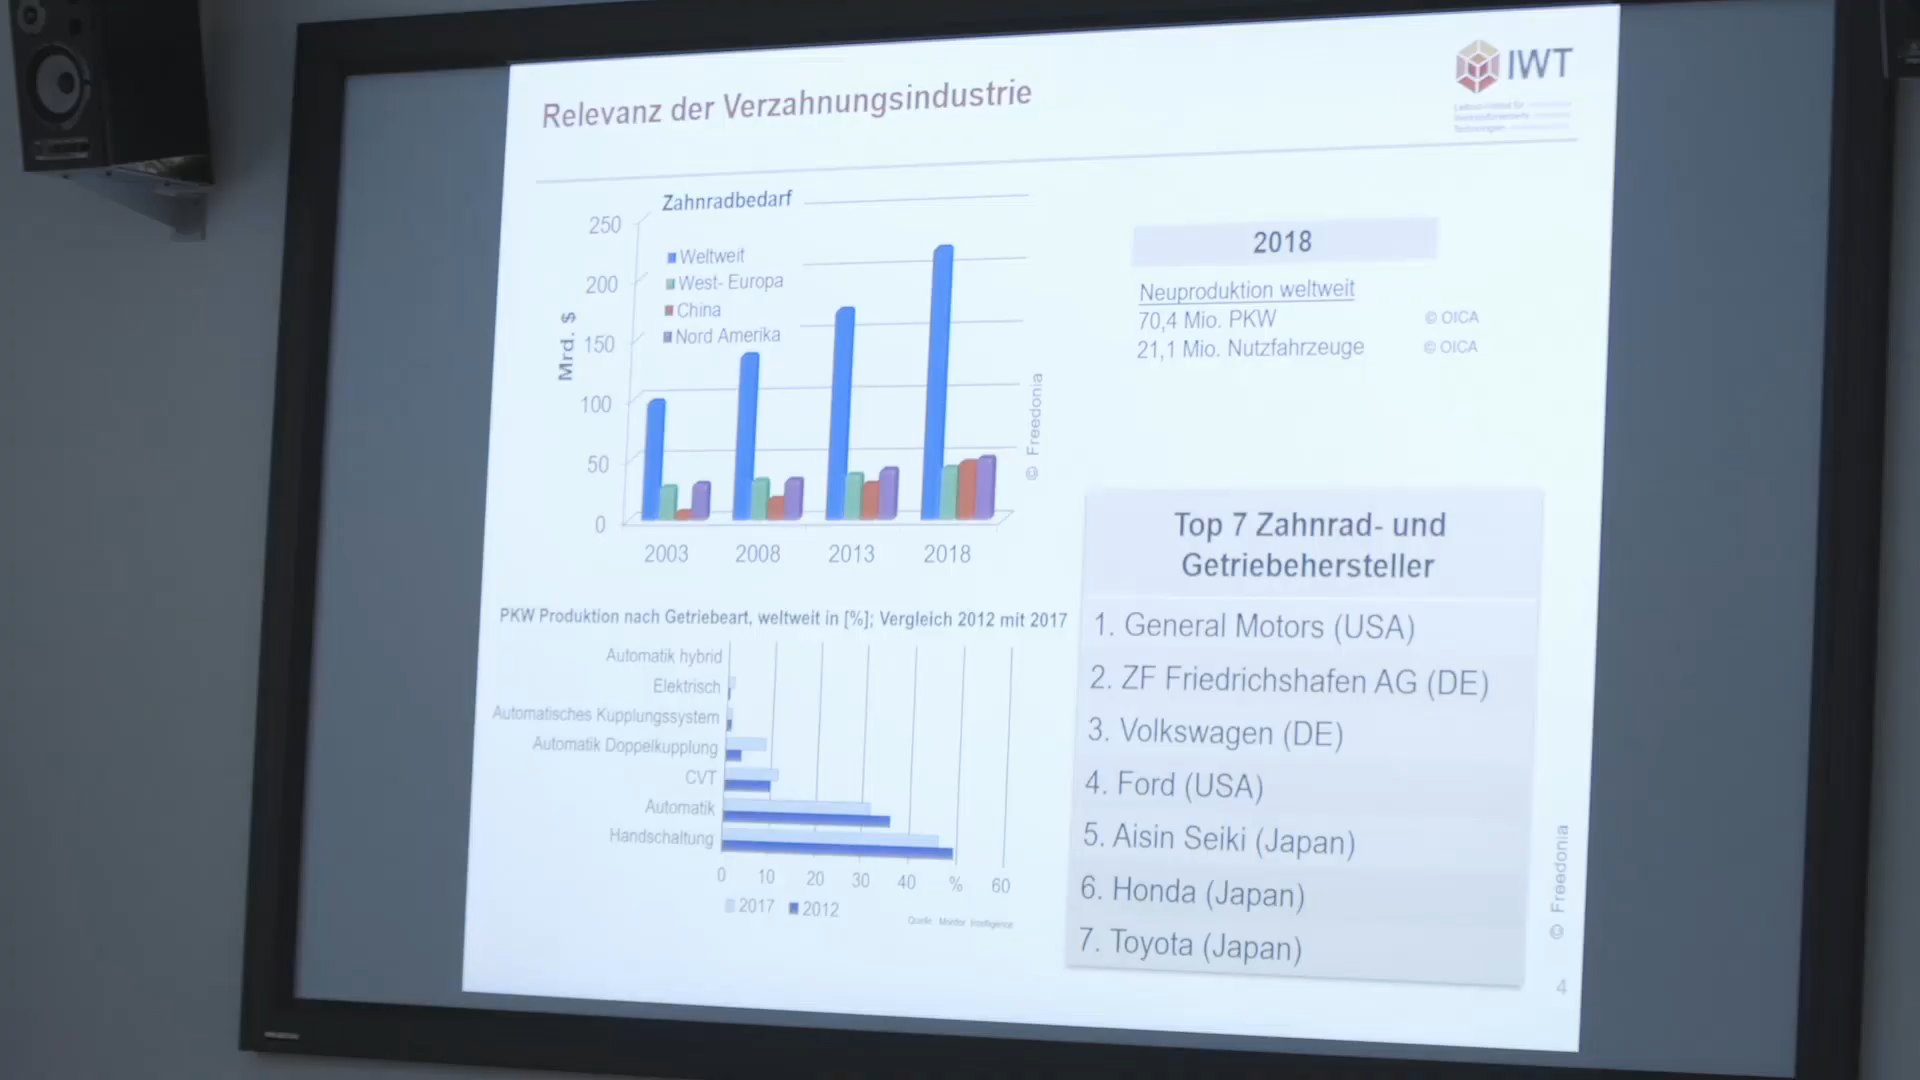 Relevanz der Verzahnungsindustrie
IWT
Zahnradbedarf
Mrd. $
250
200
150
100
50
0
Weltweit
West- Europa
China
Nord Amerika
2003 2008 2013 2018
© Freedonia
2018
Neuproduktion weltweit
70,4 Mio. PKW © OICA
21,1 Mio. Nutzfahrzeuge © OICA
PKW Produktion nach Getriebeart, weltweit in [%]; Vergleich 2012 mit 2017
Automatik hybrid
Elektrisch
Automatisches Kupplungssystem
Automatik Doppelkupplung
CVT
Automatik
Handschaltung
0 10 20 30 40 % 60
2017 2012
Top 7 Zahnrad- und
Getriebehersteller
1. General Motors (USA)
2. ZF Friedrichshafen AG (DE)
3. Volkswagen (DE)
4. Ford (USA)
5. Aisin Seiki (Japan)
6. Honda (Japan)
7. Toyota (Japan)
© Freedonia
4